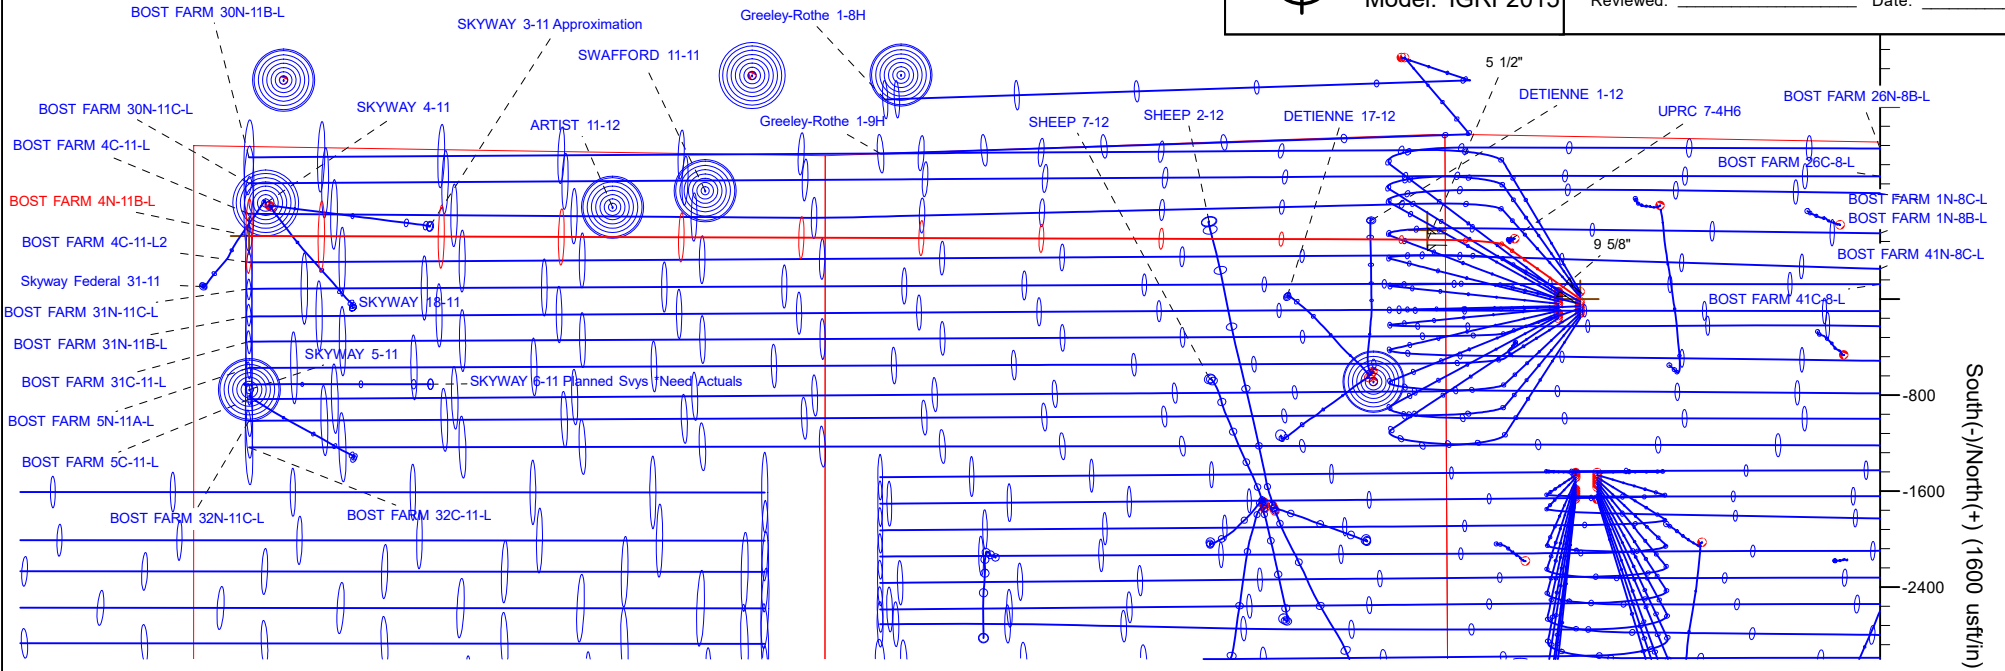 Model: IGRF2015
Reviewed: ____________________ Date: __________
BOST FARM 30N-11B-L
SKYWAY 3-11 Approximation
Greeley-Rothe 1-8H
SWAFFORD 11-11
5 1/2"
DETIENNE 1-12
BOST FARM 26N-8B-L
BOST FARM 30N-11C-L
SKYWAY 4-11
ARTIST 11-12
Greeley-Rothe 1-9H
SHEEP 7-12
SHEEP 2-12
DETIENNE 17-12
UPRC 7-4H6
BOST FARM 4C-11-L
BOST FARM 26C-8-L
BOST FARM 4N-11B-L
BOST FARM 1N-8C-L
BOST FARM 1N-8B-L
BOST FARM 4C-11-L2
9 5/8"
BOST FARM 41N-8C-L
Skyway Federal 31-11
BOST FARM 31N-11C-L
SKYWAY 18-11
BOST FARM 41C-8-L
BOST FARM 31N-11B-L
SKYWAY 5-11
BOST FARM 31C-11-L
SKYWAY 6-11 Planned Svys *Need Actuals
-800
BOST FARM 5N-11A-L
BOST FARM 5C-11-L
-1600
BOST FARM 32N-11C-L
BOST FARM 32C-11-L
-2400
South(-)/North(+) (1600 usft/in)